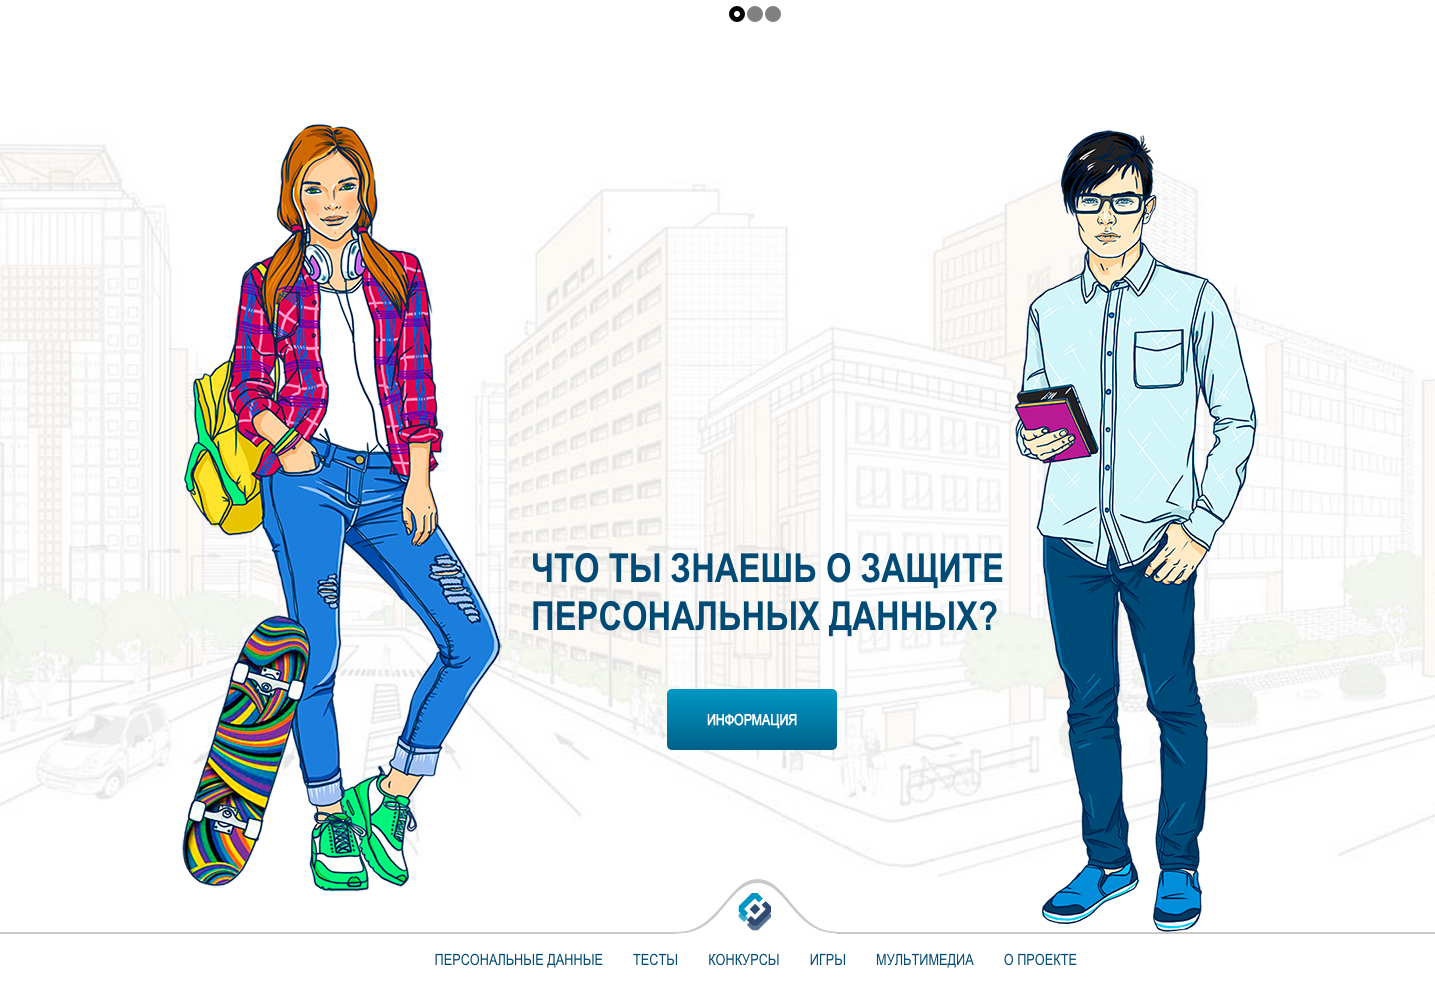 ЧТО ТЫ ЗНАЕШЬ О ЗАЩИТЕ
ПЕРСОНАЛЬНЫХ ДАННЫХ?
ИНФОРМАЦИЯ
ПЕРСОНАЛЬНЫЕ ДАННЫЕ ТЕСТЫ КОНКУРСЫ ИГРЫ МУЛЬТИМЕДИА О ПРОЕКТЕ